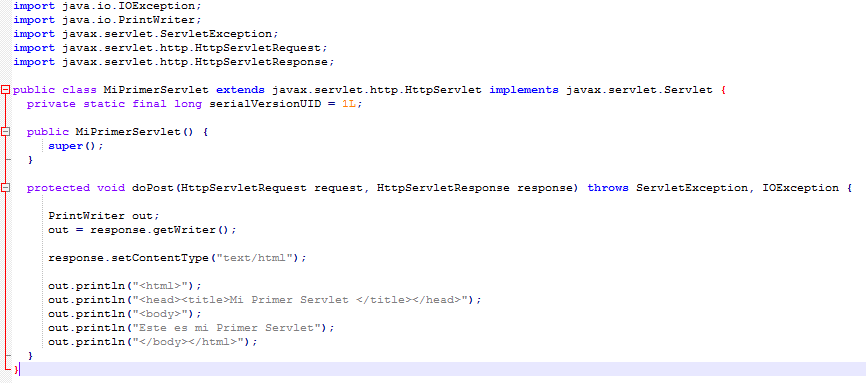 import java.io.IOException;
import java.io.PrintWriter;
import javax.servlet.ServletException;
import javax.servlet.http.HttpServletRequest;
import javax.servlet.http.HttpServletResponse;
public class MiPrimerServlet extends javax.servlet.http.HttpServlet implements javax.servlet.Servlet {
private static final long serialVersionUID = 1L;
public MiPrimerServlet() {
super();
}
protected void doPost(HttpServletRequest request, HttpServletResponse response) throws ServletException, IOException {
PrintWriter out;
out = response.getWriter();
response.setContentType("text/html");
out.println("<html>");
out.println("<head><title>Mi Primer Servlet </title></head>");
out.println("<body>");
out.println("Este es mi Primer Servlet");
out.println("</body></html>");
}
}